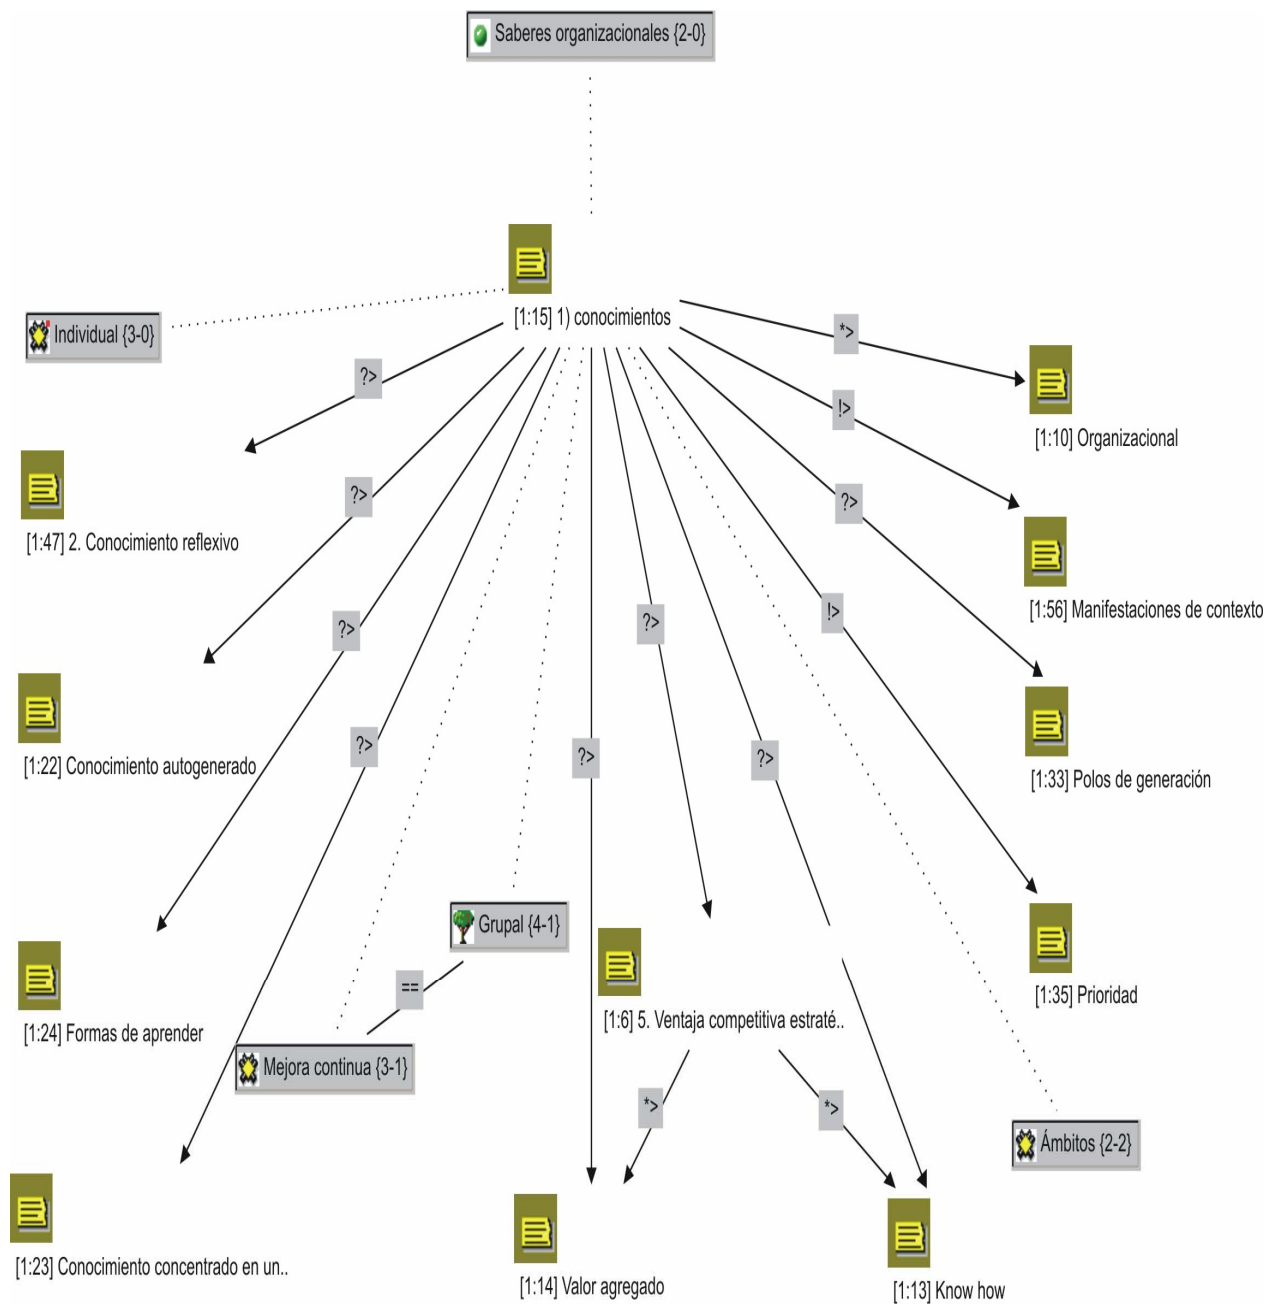 Saberes organizacionales {2-0}
[1:15] 1) conocimientos
Individual {3-0}
*>
?>
!>
[1:10] Organizacional
?>
?>
[1:47] 2. Conocimiento reflexivo
[1:56] Manifestaciones de contexto
?>
?>
!>
[1:22] Conocimiento autogenerado
?>
?>
?>
[1:33] Polos de generación
Grupal {4-1}
==
[1:24] Formas de aprender
[1:6] 5. Ventaja competitiva estraté..
[1:35] Prioridad
Mejora continua {3-1}
*>
*>
Ámbitos {2-2}
[1:23] Conocimiento concentrado en un..
[1:14] Valor agregado
[1:13] Know how